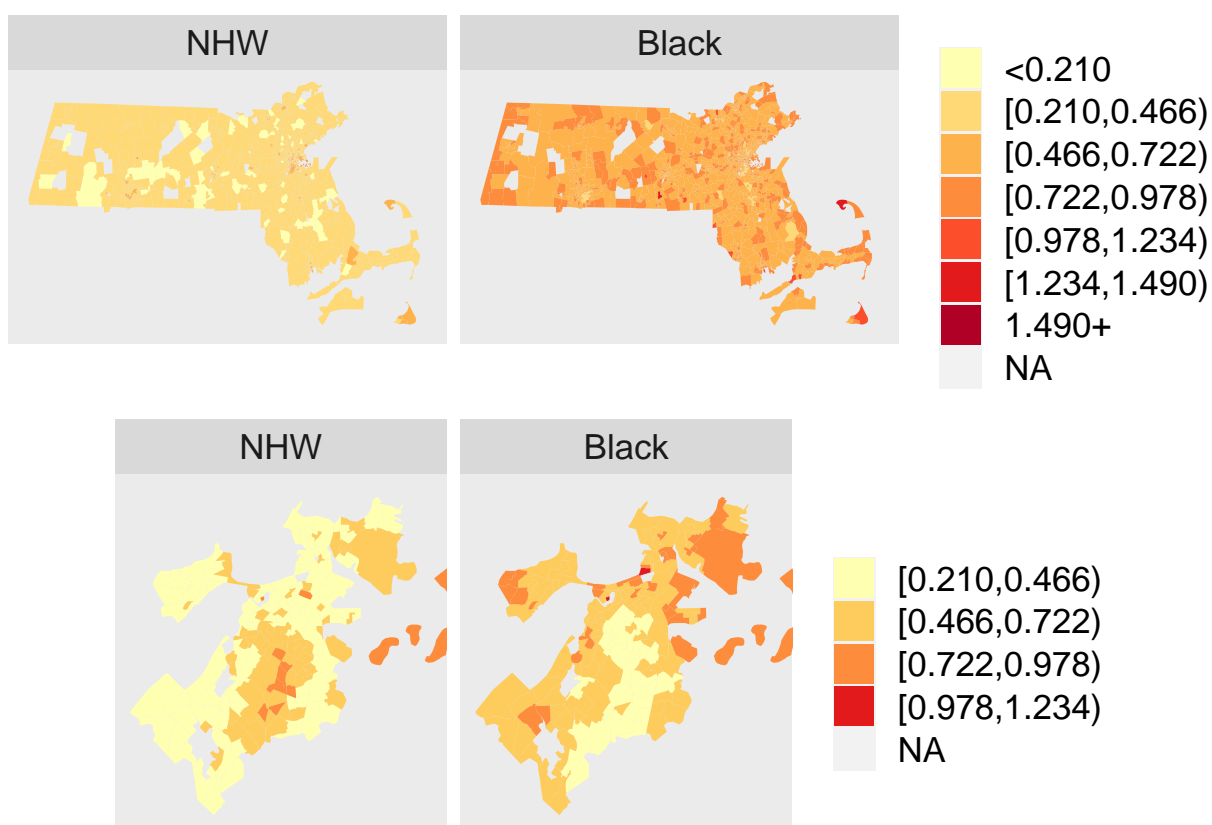 NHW
Black
<0.210
[0.210,0.466)
[0.466,0.722)
[0.722,0.978)
[0.978,1.234)
[1.234,1.490)
1.490+
NA
NHW
Black
[0.210,0.466)
[0.466,0.722)
[0.722,0.978)
[0.978,1.234)
NA